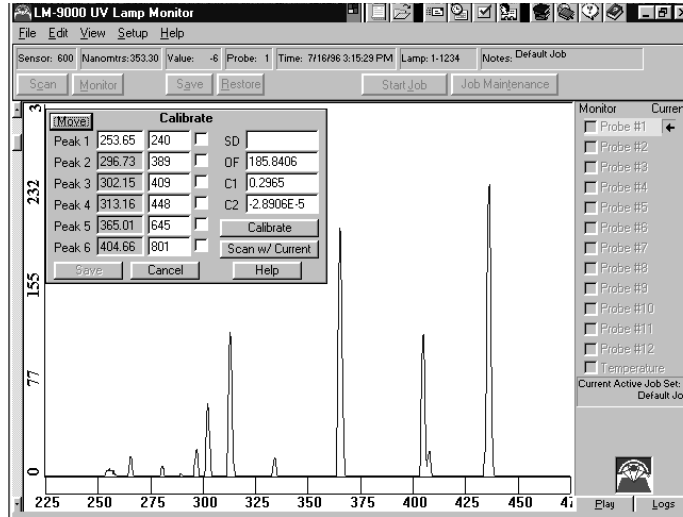 LM-9000 UV Lamp Monitor
File Edit View Setup Help
Sensor: 600 Nanomtrs:353.30 Value: -6 Probe: 1 Time: 7/16/96 3:15:29 PM Lamp: 1-1234 Notes: Default Job
Scan Monitor Save Restore Start Job Job Maintenance
Move Calibrate
Peak 1 253.65 240 SD
Peak 2 296.73 389 OF 185.8406
Peak 3 302.15 409 C1 0.2965
Peak 4 313.16 448 C2 -2.8906E-5
Peak 5 365.01 645 Calibrate
Peak 6 404.66 801 Scan w/ Current
Save Cancel Help
Monitor Curren
Probe #1
Probe #2
Probe #3
Probe #4
Probe #5
Probe #6
Probe #7
Probe #8
Probe #9
Probe #10
Probe #11
Probe #12
Temperature
Current Active Job Set:
Default Jo
Play Logs
232
155
77
0
225 250 275 300 325 350 375 400 425 450